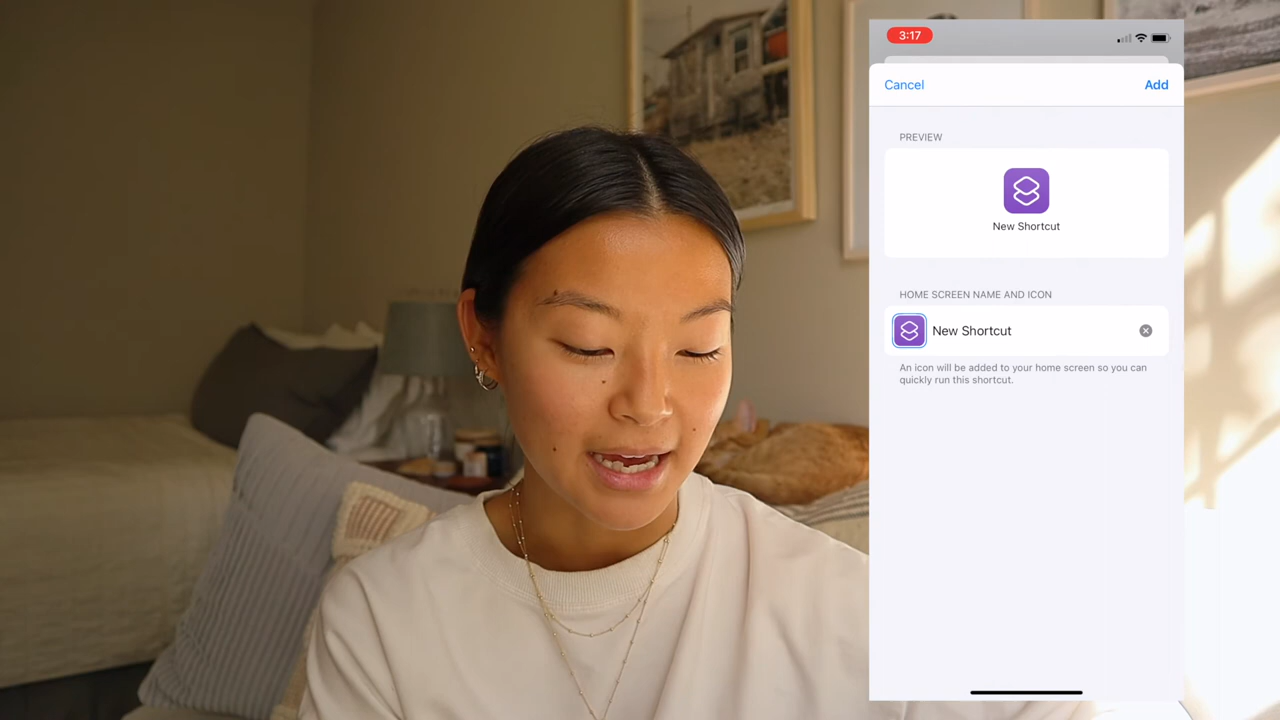 3:17
Cancel
Add
PREVIEW
New Shortcut
HOME SCREEN NAME AND ICON
New Shortcut
An icon will be added to your home screen so you can
quickly run this shortcut.